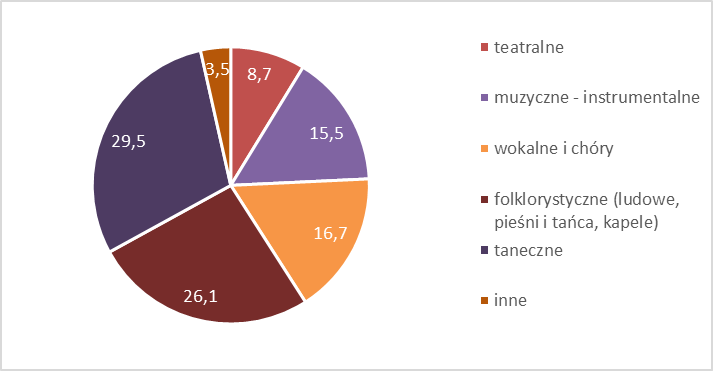 3,5
8,7
15,5
16,7
26,1
29,5
teatralne
muzyczne - instrumentalne
wokalne i chóry
folklorystyczne (ludowe,
pieśni i tańca, kapele)
taneczne
inne